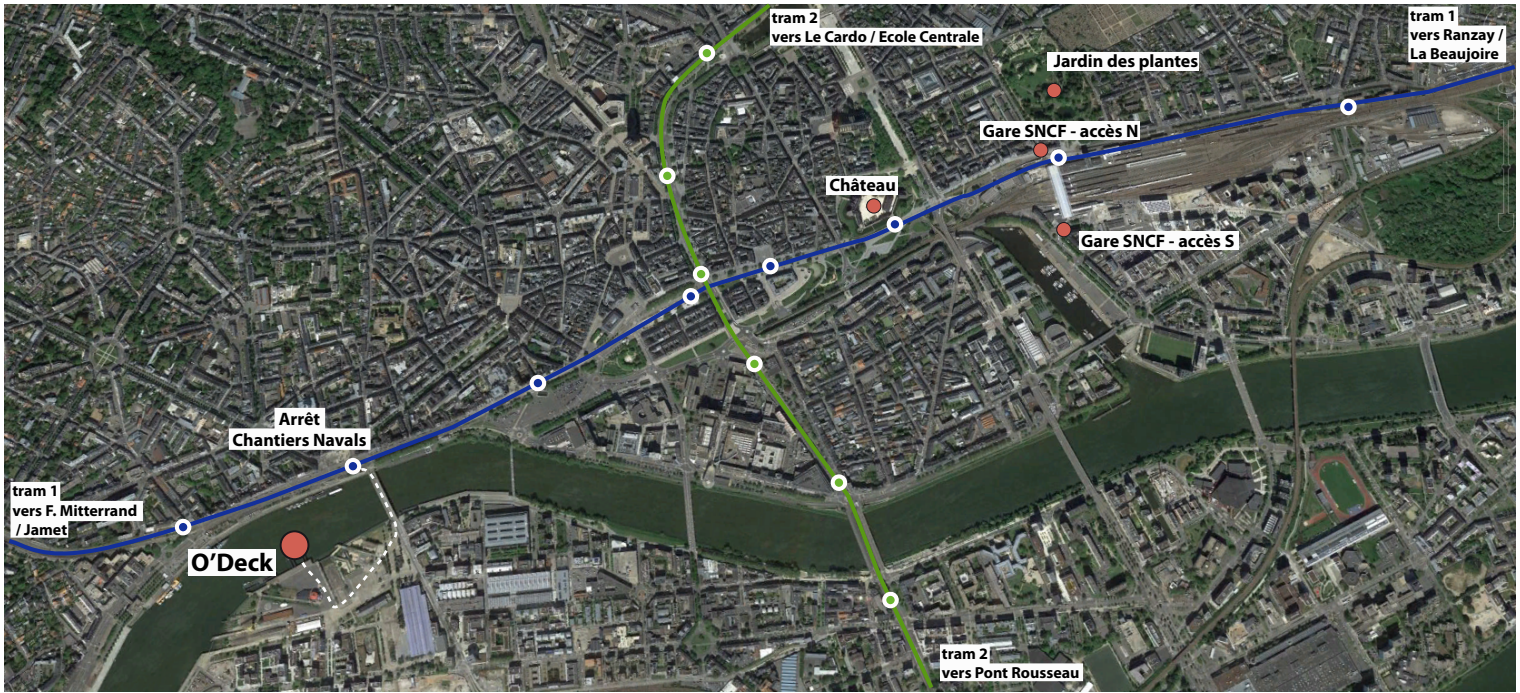 tram 2
vers Le Cardo / Ecole Centrale
tram 1
vers Ranzay /
La Beaujoire
Jardin des plantes
Gare SNCF - accès N
Château
Gare SNCF - accès S
Arrêt
Chantiers Navals
tram 1
vers F. Mitterrand
/ Jamet
O'Deck
tram 2
vers Pont Rousseau